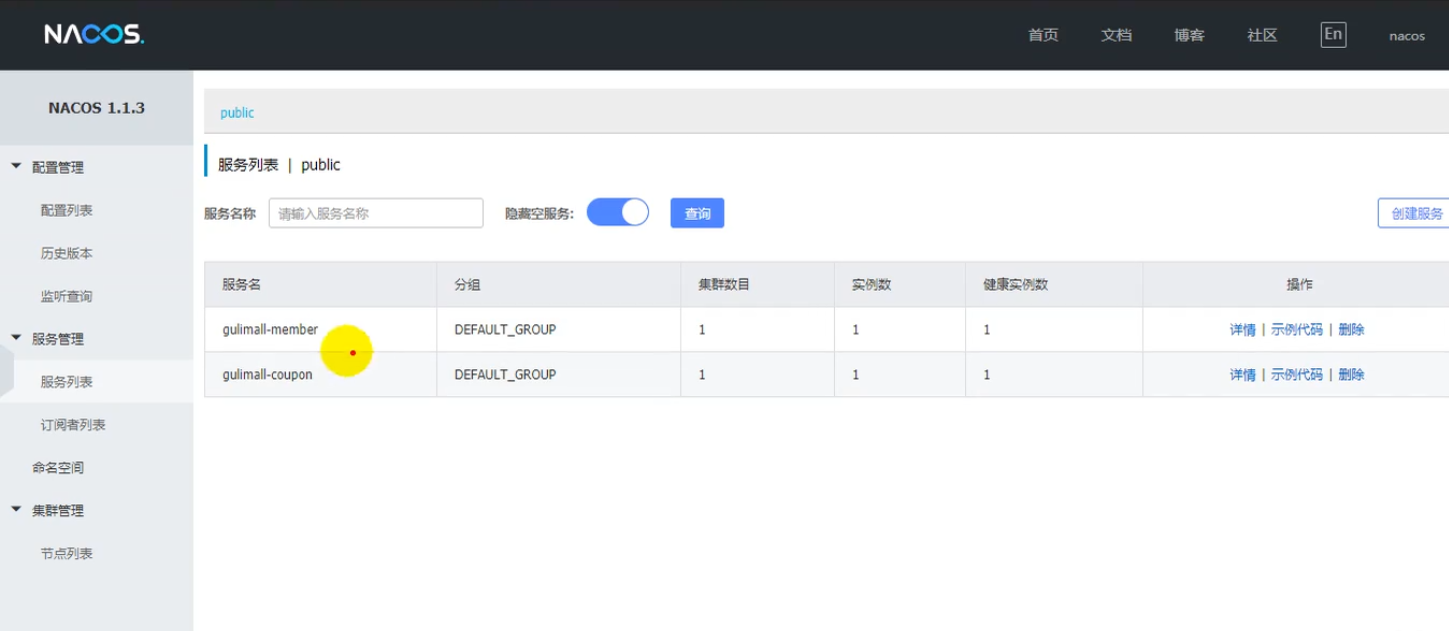 NACOS.
首页 文档 博客 社区 En nacos
NACOS 1.1.3
配置管理
配置列表
历史版本
监听查询
服务管理
服务列表
订阅者列表
命名空间
集群管理
节点列表
public
服务列表 | public
服务名称 请输入服务名称 隐藏空服务: 查询 创建服务
服务名 分组 集群数目 实例数 健康实例数 操作
gulimall-member DEFAULT_GROUP 1 1 1 详情 | 示例代码 | 删除
gulimall-coupon DEFAULT_GROUP 1 1 1 详情 | 示例代码 | 删除